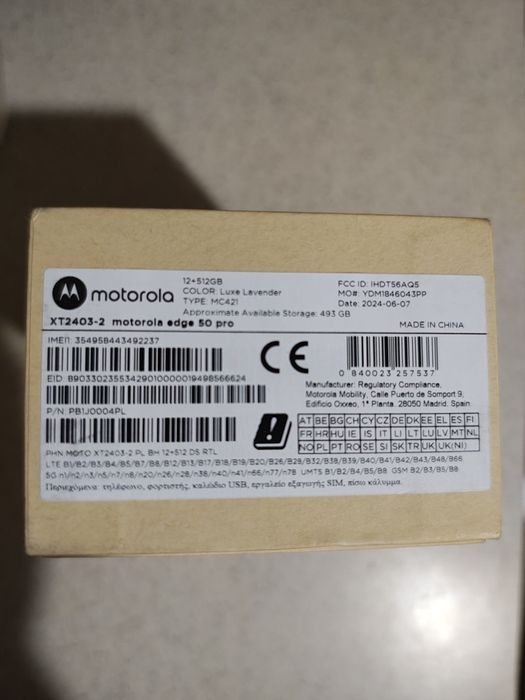 motorola
12+512GB
COLOR: Luxe Lavender
TYPE: MC421
Approximate Available Storage: 493 GB
FCC ID: IHDT56AQ5
MO#: YDM1846043PP
Date: 2024-06-07
XT2403-2 motorola edge 50 pro
MADE IN CHINA
IMEI: 354958443492237
CE
0 840023 257537
EID: 89033023553429010000019498566624
Manufacturer: Regulatory Compliance,
Motorola Mobility, Calle Puerto de Somport 9,
Edificio Oxxeo, 1ª Planta. 28050 Madrid. Spain
P/N: PB1J0004PL
AT BE BG CH CY CZ DE DK EE EL ES FI
FR HR HU IE IS IT LI LT LU LV MT NL
NO PL PT RO SE SI SK TR UK UK(NI)
PHN MOTO XT2403-2 PL BH 12+512 DS RTL
LTE B1/B2/B3/B4/B5/B7/B8/B12/B13/B17/B18/B19/B20/B26/B28/B32/B38/B39/B40/B41/B42/B43/B48/B66
5G n1/n2/n3/n5/n7/n8/n20/n26/n28/n38/n40/n41/n66/n77/n78 UMTS B1/B2/B4/B5/B8 GSM B2/B3/B5/B8
Περιεχόμενα: τηλέφωνο, φορτιστής, καλώδιο USB, εργαλείο εξαγωγής SIM, πίσω κάλυμμα.